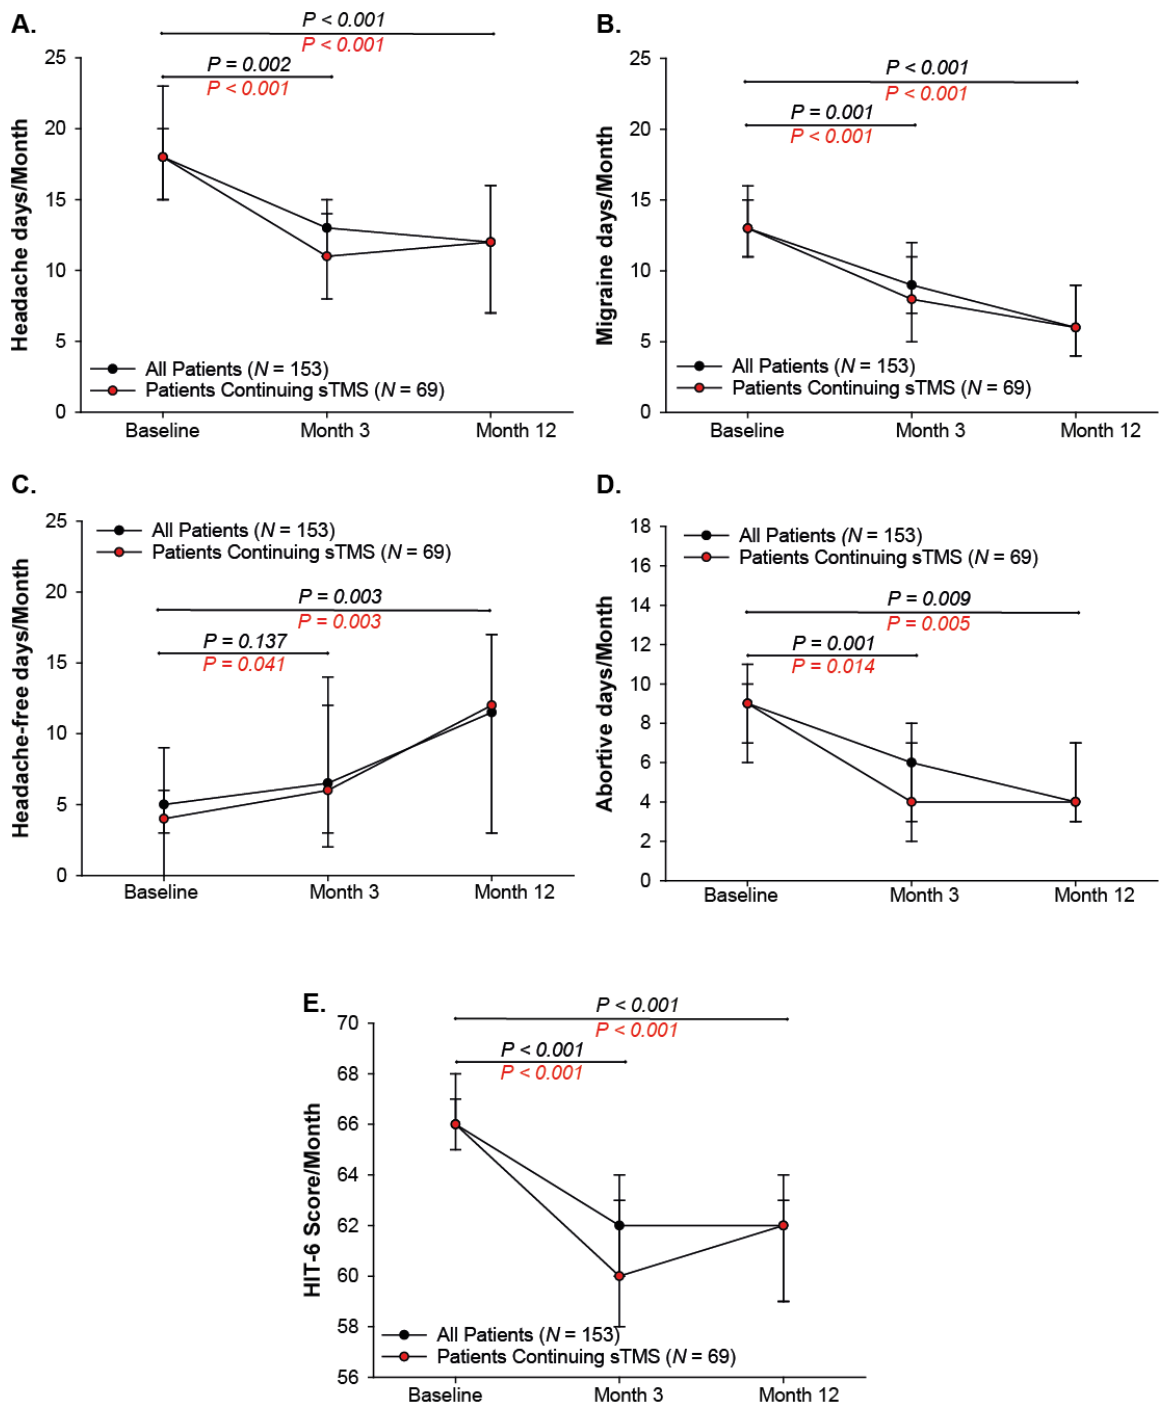 A.
P < 0.001
P < 0.001
P = 0.002
P < 0.001
Headache days/Month
25
20
15
10
5
0
All Patients (N = 153)
Patients Continuing sTMS (N = 69)
Baseline
Month 3
Month 12
B.
P < 0.001
P < 0.001
P = 0.001
P < 0.001
Migraine days/Month
25
20
15
10
5
0
All Patients (N = 153)
Patients Continuing sTMS (N = 69)
Baseline
Month 3
Month 12
C.
All Patients (N = 153)
Patients Continuing sTMS (N = 69)
P = 0.003
P = 0.003
P = 0.137
P = 0.041
Headache-free days/Month
25
20
15
10
5
0
Baseline
Month 3
Month 12
D.
All Patients (N = 153)
Patients Continuing sTMS (N = 69)
P = 0.009
P = 0.005
P = 0.001
P = 0.014
Abortive days/Month
18
16
14
12
10
8
6
4
2
0
Baseline
Month 3
Month 12
E.
P < 0.001
P < 0.001
P < 0.001
P < 0.001
HIT-6 Score/Month
70
68
66
64
62
60
58
56
All Patients (N = 153)
Patients Continuing sTMS (N = 69)
Baseline
Month 3
Month 12